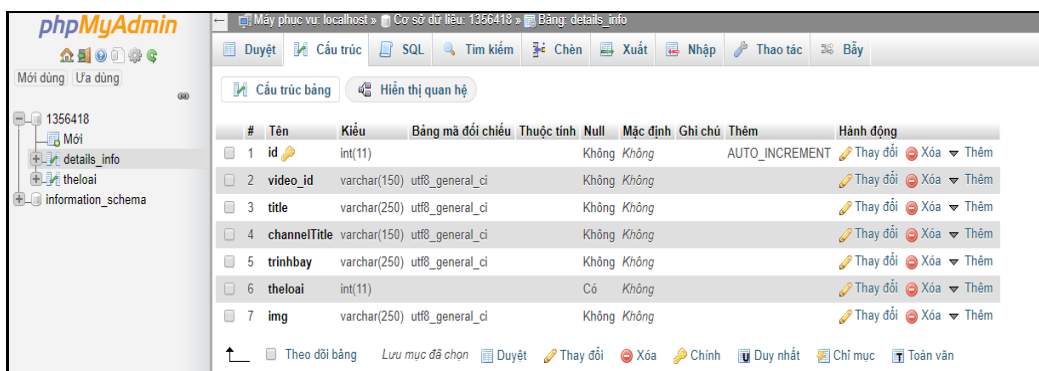 phpMyAdmin
Mới dùng Ưa dùng
1356418
Mới
details_info
theloai
information_schema
Máy phục vụ: localhost » Cơ sở dữ liệu: 1356418 » Bảng: details_info
Duyệt Cấu trúc SQL Tìm kiếm Chèn Xuất Nhập Thao tác Bẫy
Cấu trúc bảng Hiển thị quan hệ
# Tên Kiểu Bảng mã đối chiếu Thuộc tính Null Mặc định Ghi chú Thêm Hành động
1 id int(11) Không Không AUTO_INCREMENT Thay đổi Xóa Thêm
2 video_id varchar(150) utf8_general_ci Không Không Thay đổi Xóa Thêm
3 title varchar(250) utf8_general_ci Không Không Thay đổi Xóa Thêm
4 channelTitle varchar(150) utf8_general_ci Không Không Thay đổi Xóa Thêm
5 trinhbay varchar(250) utf8_general_ci Không Không Thay đổi Xóa Thêm
6 theloai int(11) Có Không Thay đổi Xóa Thêm
7 img varchar(250) utf8_general_ci Không Không Thay đổi Xóa Thêm
Theo dõi bảng Lưu mục đã chọn Duyệt Thay đổi Xóa Chính Duy nhất Chỉ mục Toàn văn